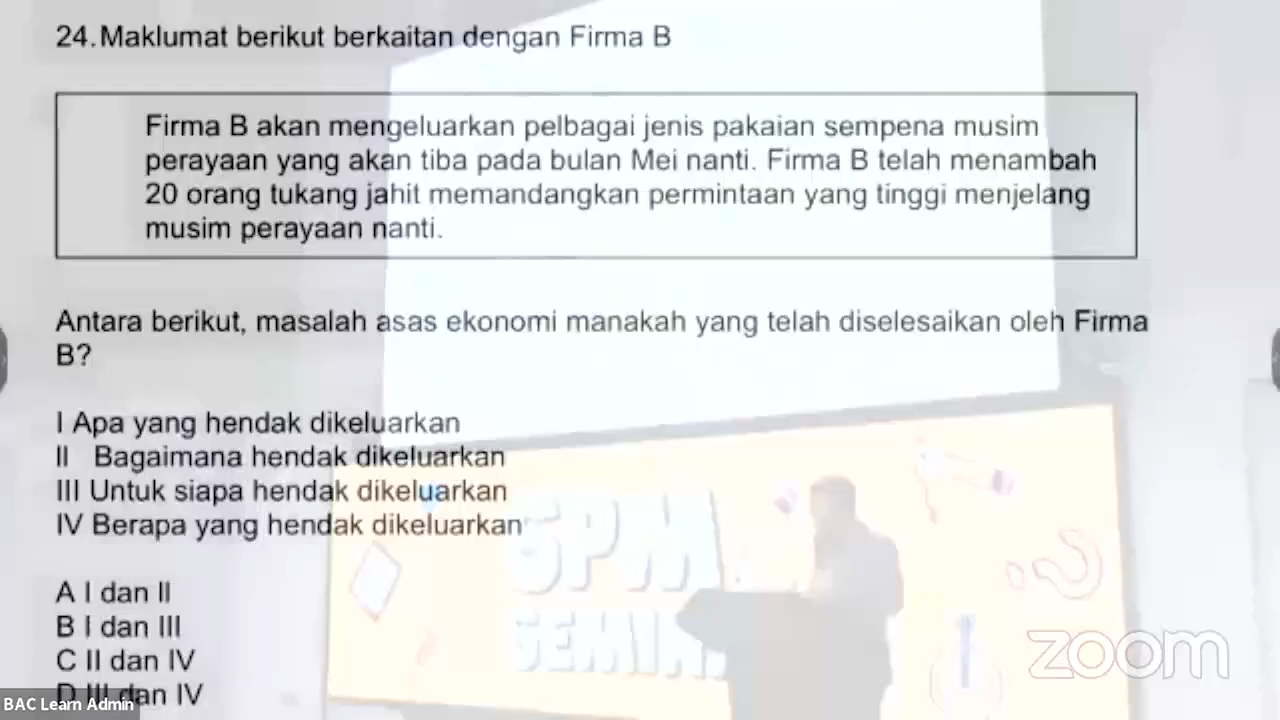 24. Maklumat berikut berkaitan dengan Firma B
Firma B akan mengeluarkan pelbagai jenis pakaian sempena musim
perayaan yang akan tiba pada bulan Mei nanti. Firma B telah menambah
20 orang tukang jahit memandangkan permintaan yang tinggi menjelang
musim perayaan nanti.
Antara berikut, masalah asas ekonomi manakah yang telah diselesaikan oleh Firma
B?
I Apa yang hendak dikeluarkan
II Bagaimana hendak dikeluarkan
III Untuk siapa hendak dikeluarkan
IV Berapa yang hendak dikeluarkan
A I dan II
B I dan III
C II dan IV
D III dan IV
SPM
SEMIN
zoom
BAC Learn Admin